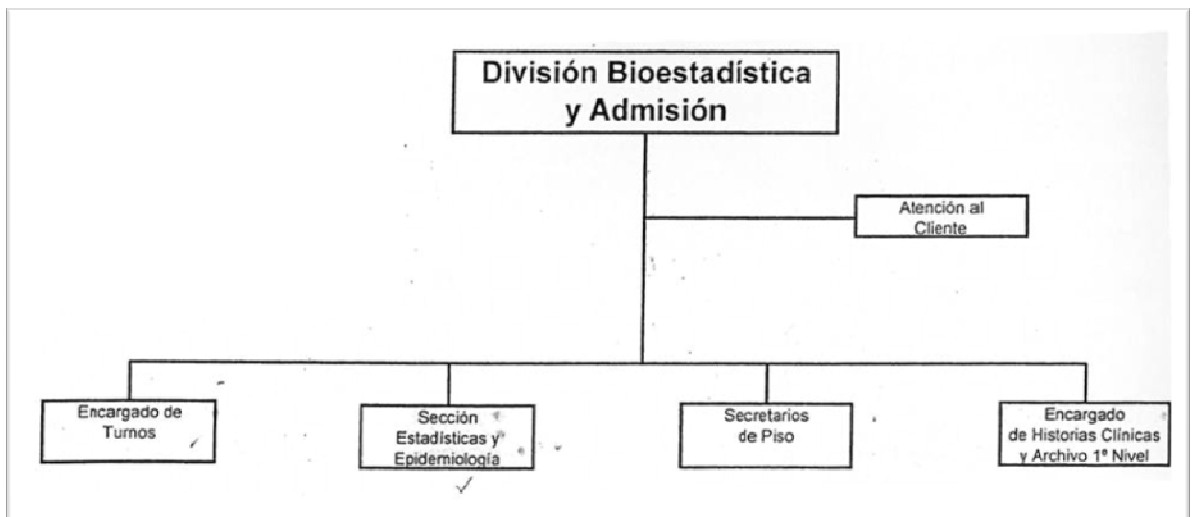 División Bioestadística
y Admisión
Atención al
Cliente
Encargado de
Turnos
Sección
Estadísticas y
Epidemiología
Secretarios
de Piso
Encargado
de Historias Clínicas
y Archivo 1º Nivel